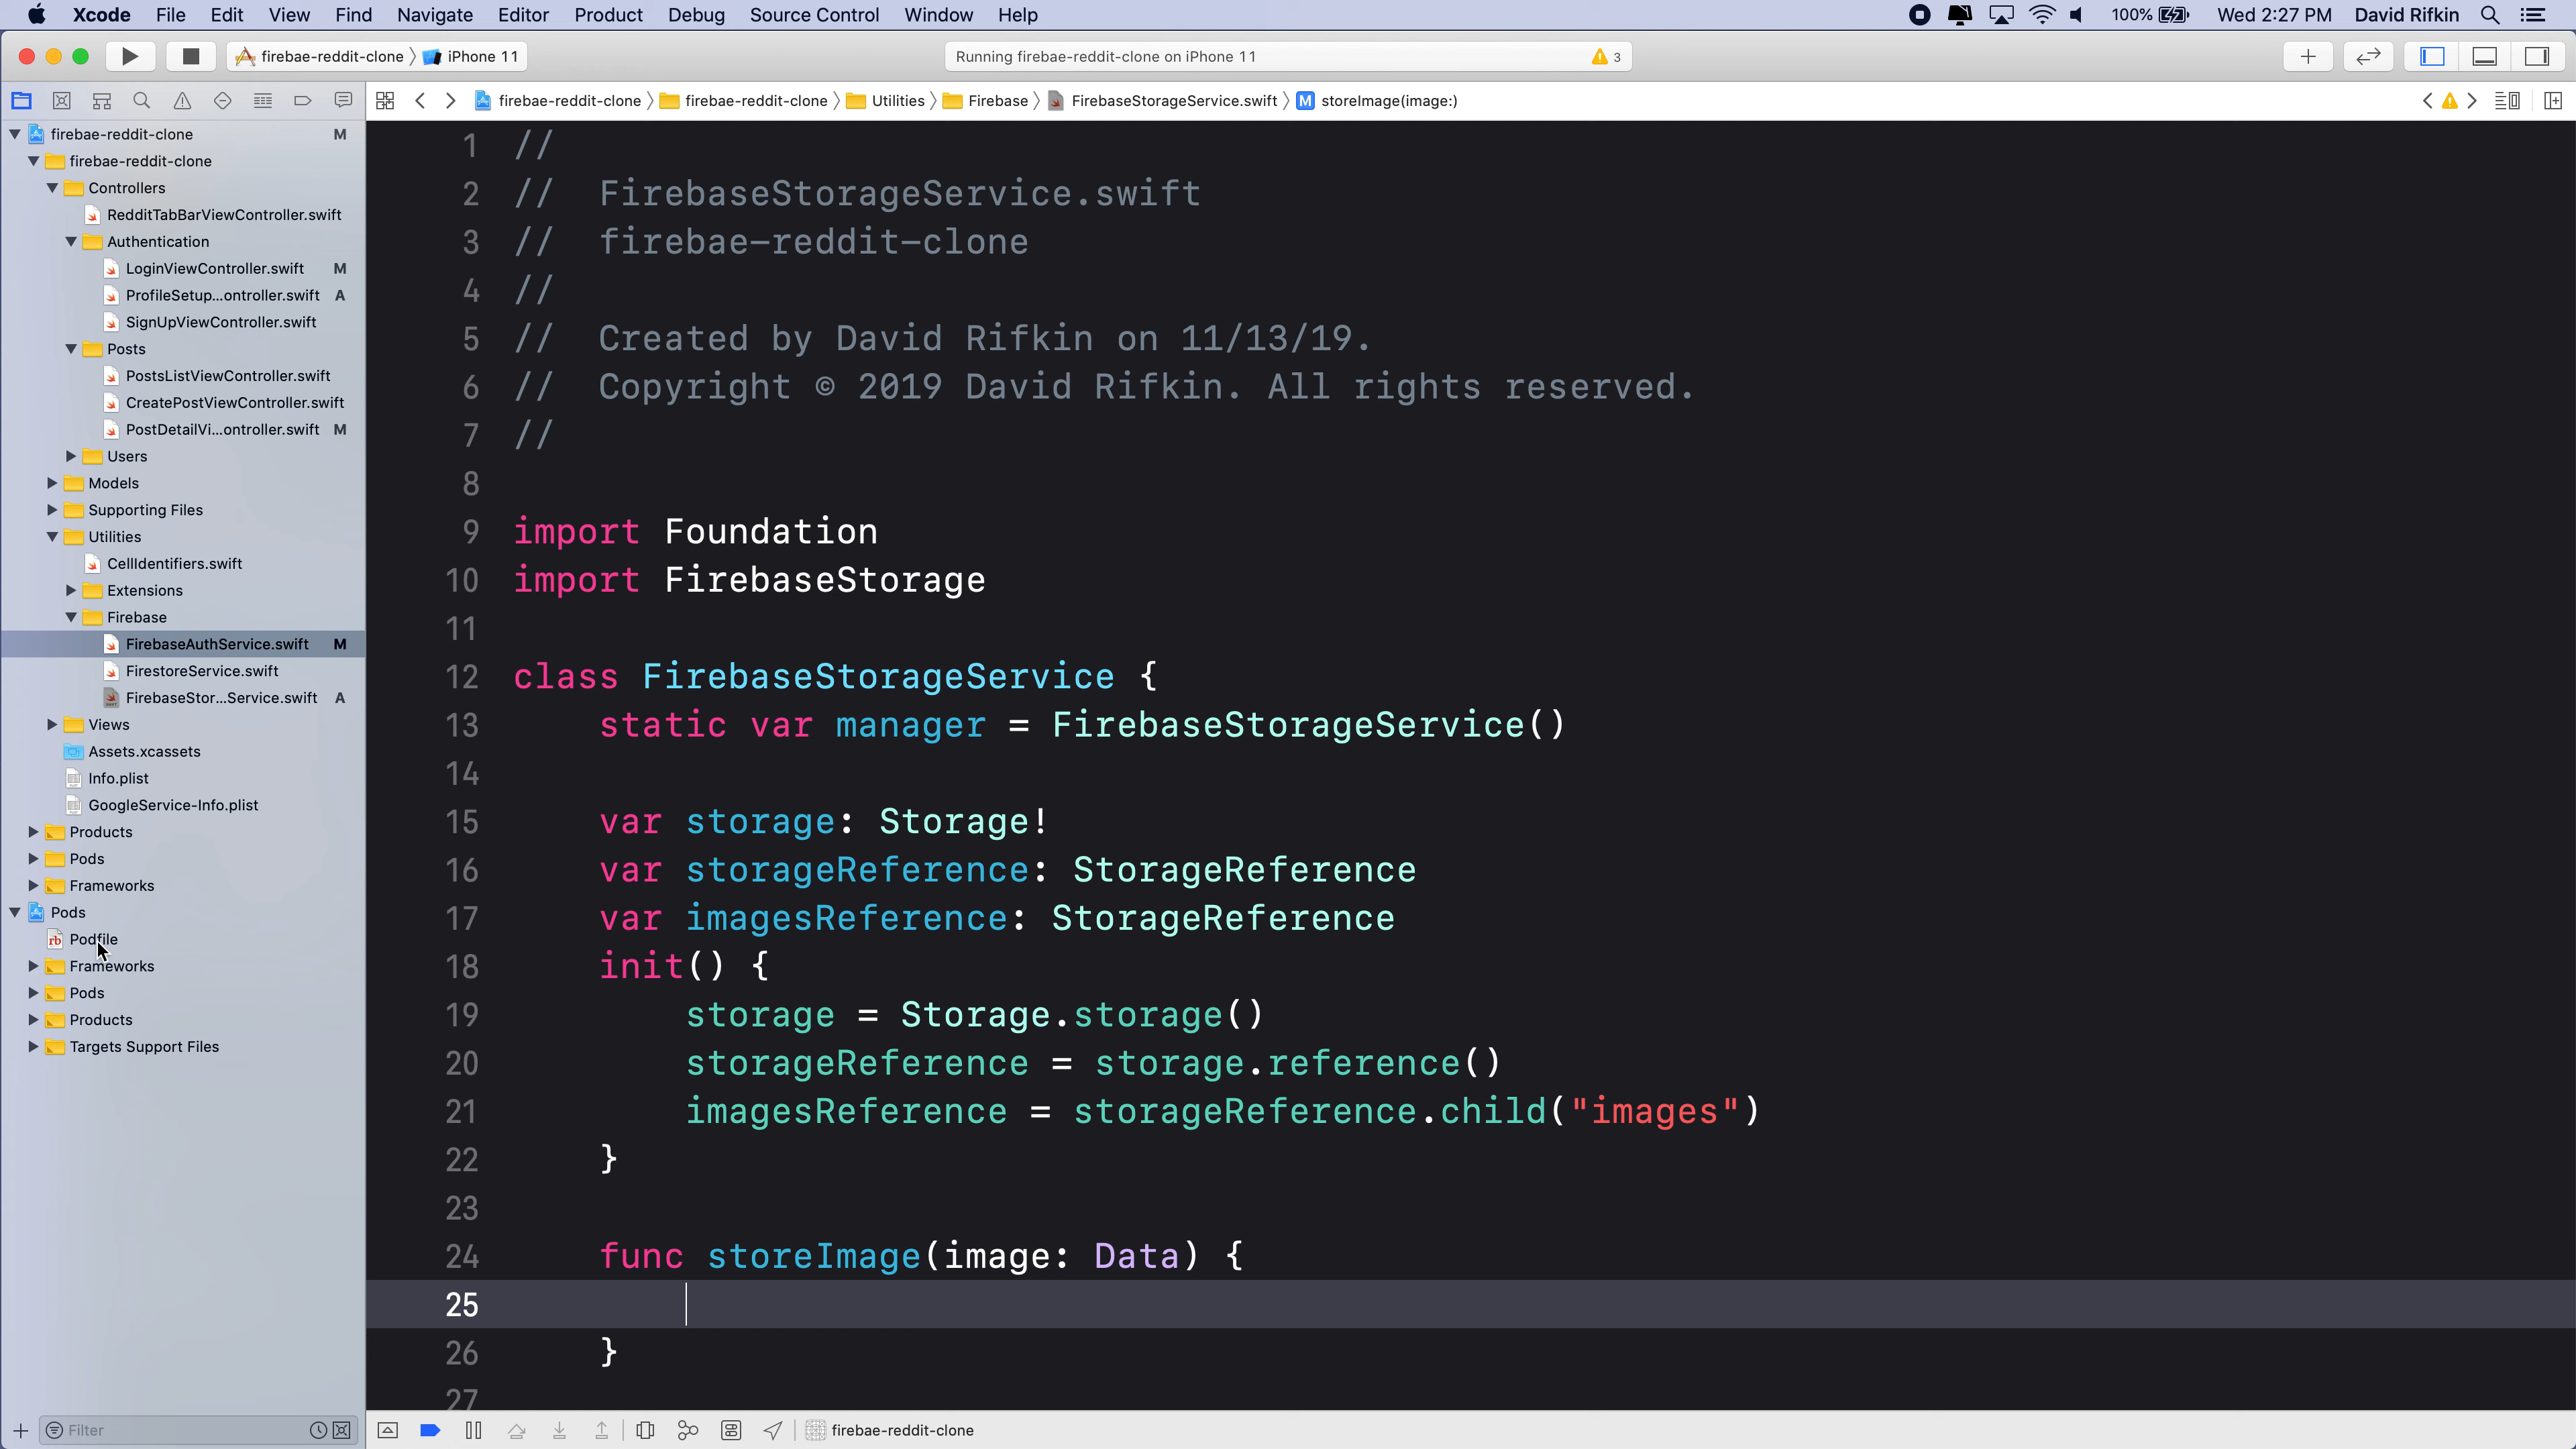 Xcode File Edit View Find Navigate Editor Product Debug Source Control Window Help 100% Wed 2:27 PM David Rifkin
firebae-reddit-clone iPhone 11 Running firebae-reddit-clone on iPhone 11 3
firebae-reddit-clone firebae-reddit-clone Utilities Firebase FirebaseStorageService.swift M storeImage(image:)
firebae-reddit-clone M
firebae-reddit-clone
Controllers
RedditTabBarViewController.swift
Authentication
LoginViewController.swift M
ProfileSetup...ontroller.swift A
SignUpViewController.swift
Posts
PostsListViewController.swift
CreatePostViewController.swift
PostDetailVi...ontroller.swift M
Users
Models
Supporting Files
Utilities
CellIdentifiers.swift
Extensions
Firebase
FirebaseAuthService.swift M
FirestoreService.swift
FirebaseStor...Service.swift A
Views
Assets.xcassets
Info.plist
GoogleService-Info.plist
Products
Pods
Frameworks
Pods
rb Podfile
Frameworks
Pods
Products
Targets Support Files
Filter
1 //
2 // FirebaseStorageService.swift
3 // firebae-reddit-clone
4 //
5 // Created by David Rifkin on 11/13/19.
6 // Copyright © 2019 David Rifkin. All rights reserved.
7 //
8
9 import Foundation
10 import FirebaseStorage
11
12 class FirebaseStorageService {
13 static var manager = FirebaseStorageService()
14
15 var storage: Storage!
16 var storageReference: StorageReference
17 var imagesReference: StorageReference
18 init() {
19 storage = Storage.storage()
20 storageReference = storage.reference()
21 imagesReference = storageReference.child("images")
22 }
23
24 func storeImage(image: Data) {
25
26 }
27
firebae-reddit-clone